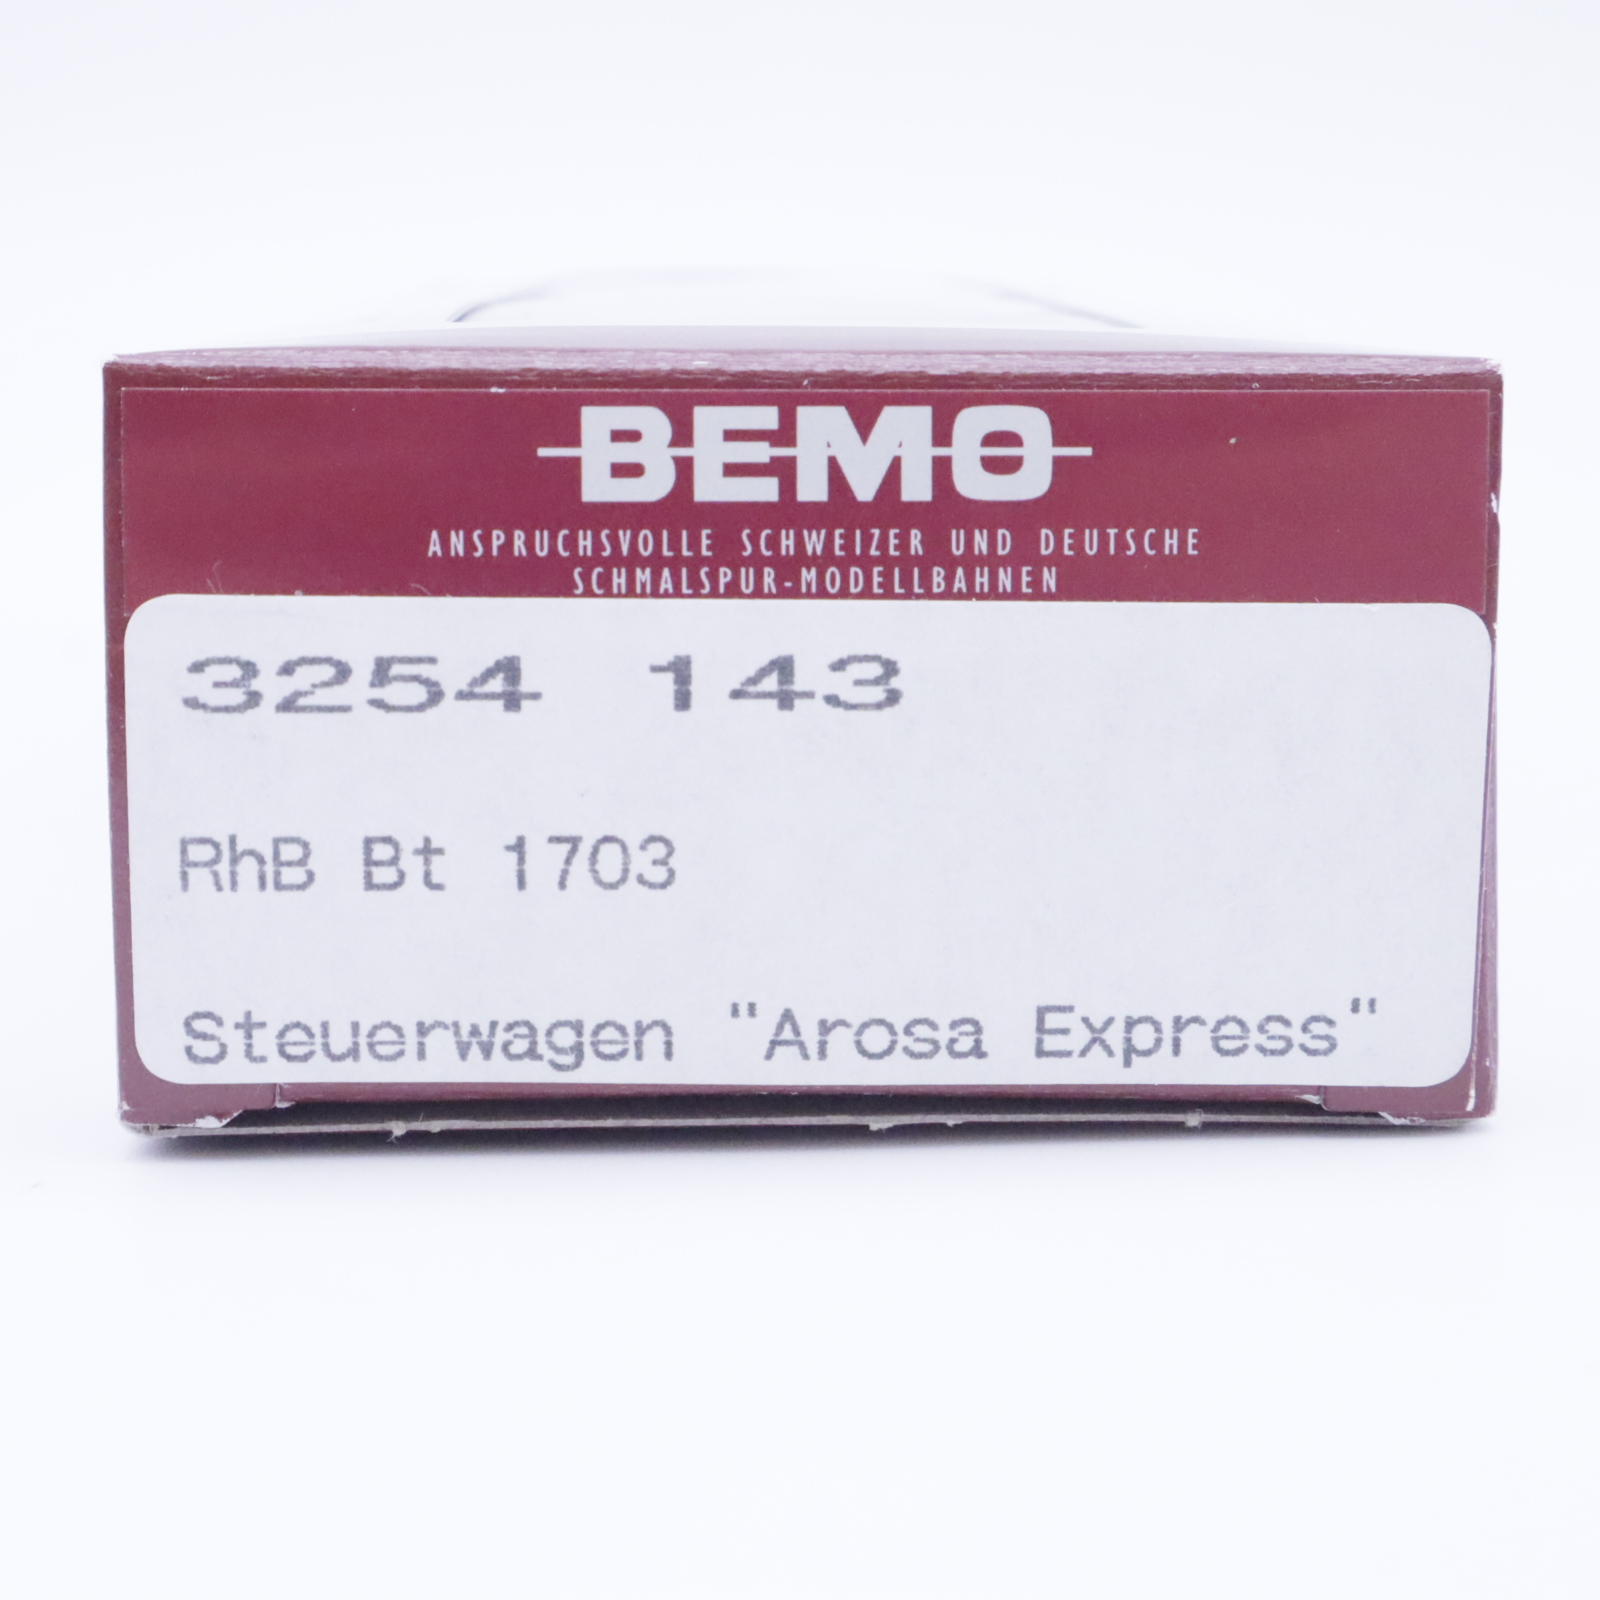 BEMO
ANSPRUCHSVOLLE SCHWEIZER UND DEUTSCHE
SCHMALSPUR-MODELLBAHNEN
3254 143
RhB Bt 1703
Steuerwagen "Arosa Express"